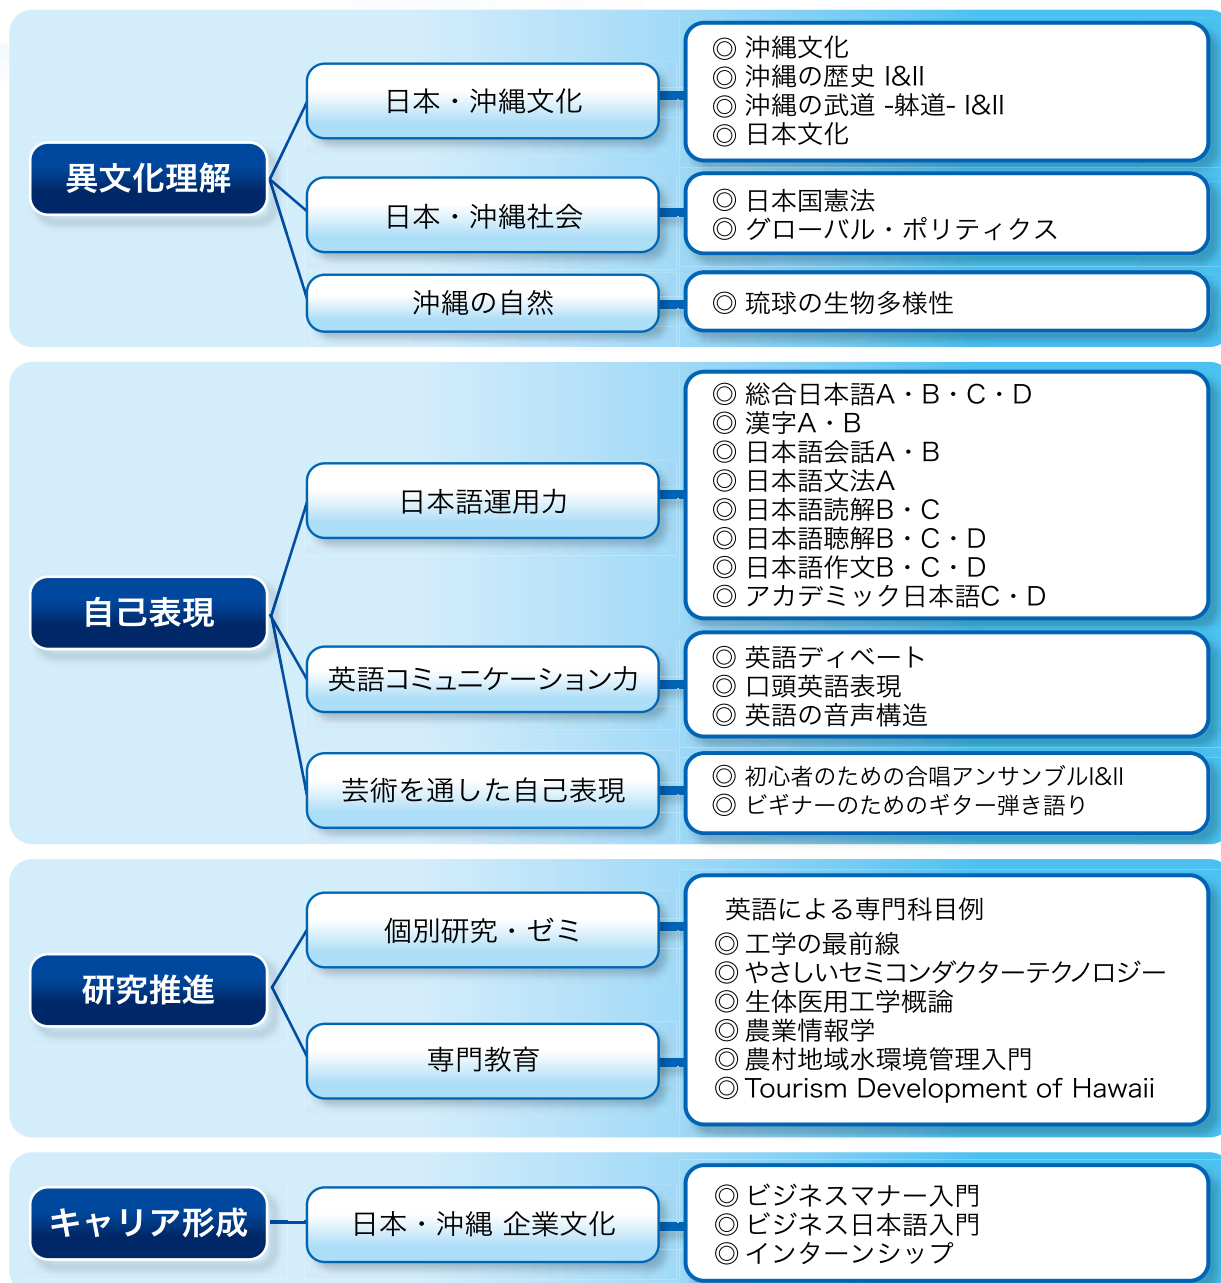 異文化理解
日本・沖縄文化
◎ 沖縄文化
◎ 沖縄の歴史 I&II
◎ 沖縄の武道 -躰道- I&II
◎ 日本文化
日本・沖縄社会
◎ 日本国憲法
◎ グローバル・ポリティクス
沖縄の自然
◎ 琉球の生物多様性
自己表現
日本語運用力
◎ 総合日本語A・B・C・D
◎ 漢字A・B
◎ 日本語会話A・B
◎ 日本語文法A
◎ 日本語読解B・C
◎ 日本語聴解B・C・D
◎ 日本語作文B・C・D
◎ アカデミック日本語C・D
英語コミュニケーション力
◎ 英語ディベート
◎ 口頭英語表現
◎ 英語の音声構造
芸術を通した自己表現
◎ 初心者のための合唱アンサンブルI&II
◎ ビギナーのためのギター弾き語り
研究推進
個別研究・ゼミ
専門教育
英語による専門科目例
◎ 工学の最前線
◎ やさしいセミコンダクターテクノロジー
◎ 生体医用工学概論
◎ 農業情報学
◎ 農村地域水環境管理入門
◎ Tourism Development of Hawaii
キャリア形成
日本・沖縄 企業文化
◎ ビジネスマナー入門
◎ ビジネス日本語入門
◎ インターンシップ